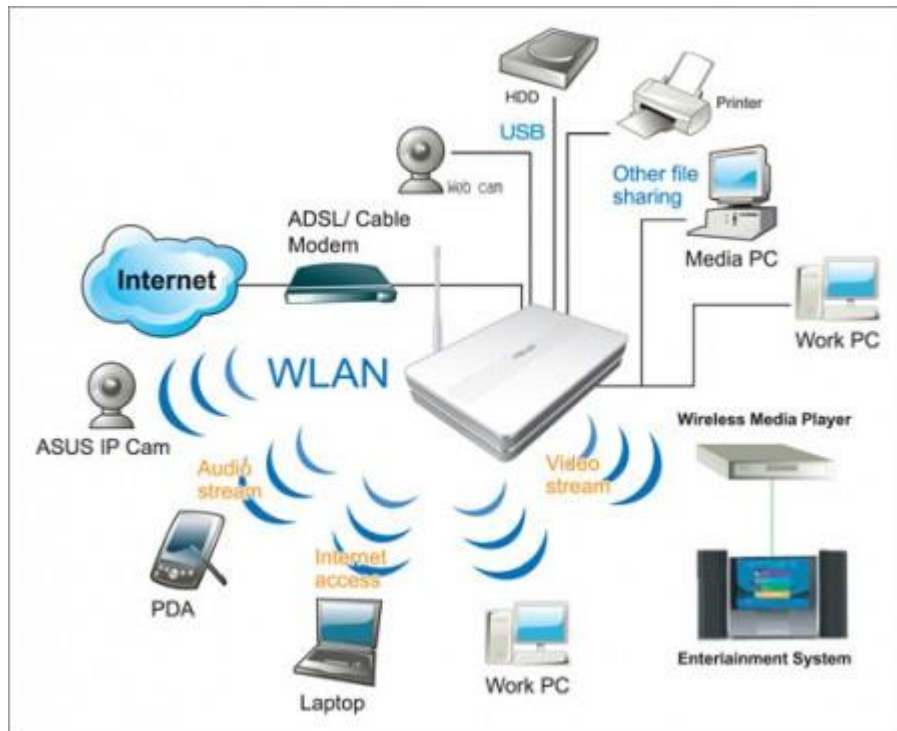 HDD
Printer
USB
Web cam
Other file
sharing
ADSL/ Cable
Modem
Internet
Media PC
Work PC
WLAN
ASUS IP Cam
Wireless Media Player
Audio
stream
Video
stream
Internet
access
PDA
Laptop
Work PC
Enterlainment System